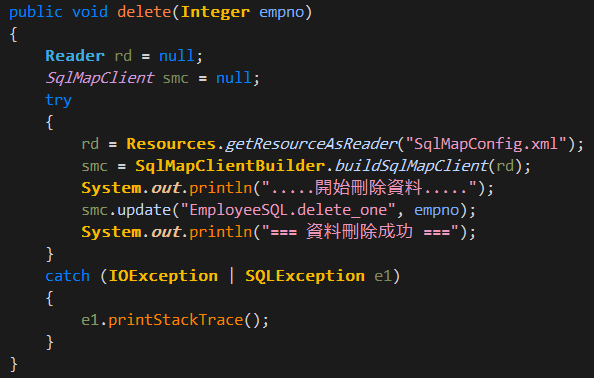 public void delete(Integer empno)
{
    Reader rd = null;
    SqlMapClient smc = null;
    try
    {
        rd = Resources.getResourceAsReader("SqlMapConfig.xml");
        smc = SqlMapClientBuilder.buildSqlMapClient(rd);
        System.out.println(".....開始刪除資料.....");
        smc.update("EmployeeSQL.delete_one", empno);
        System.out.println("=== 資料刪除成功 ===");
    }
    catch (IOException | SQLException e1)
    {
        e1.printStackTrace();
    }
}